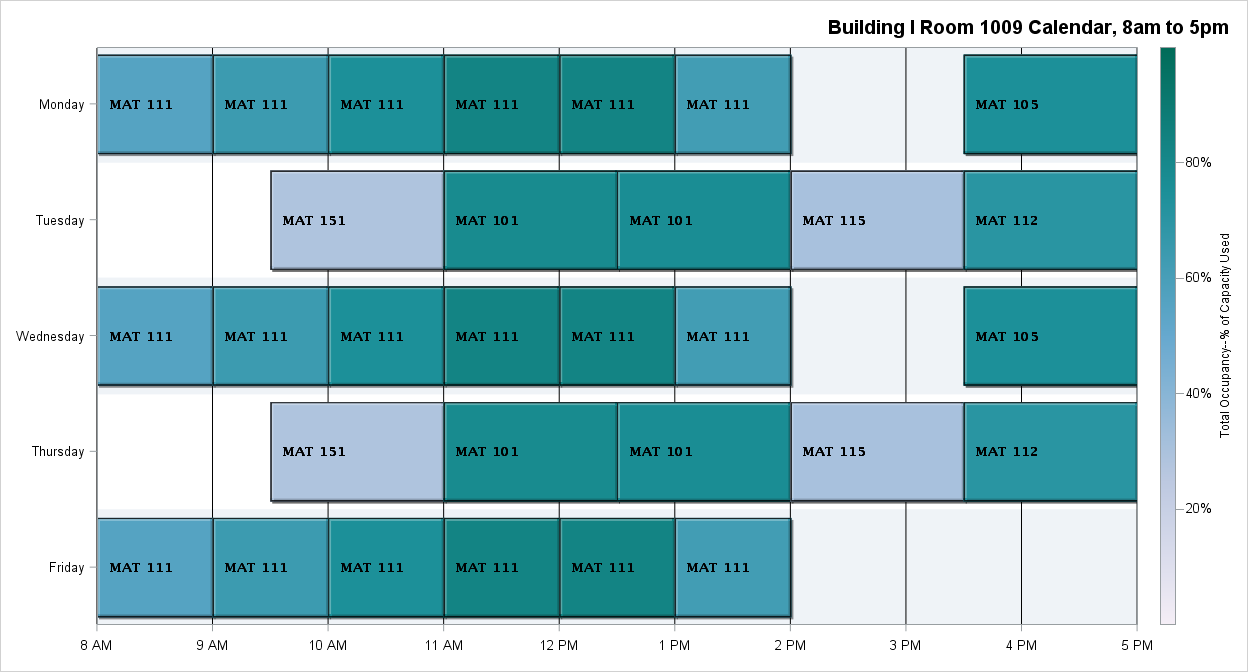 Building I Room 1009 Calendar, 8am to 5pm
Monday
MAT 111 MAT 111 MAT 111 MAT 111 MAT 111 MAT 111 MAT 105
Tuesday
MAT 151 MAT 101 MAT 101 MAT 115 MAT 112
Wednesday
MAT 111 MAT 111 MAT 111 MAT 111 MAT 111 MAT 111 MAT 105
Thursday
MAT 151 MAT 101 MAT 101 MAT 115 MAT 112
Friday
MAT 111 MAT 111 MAT 111 MAT 111 MAT 111 MAT 111
8 AM 9 AM 10 AM 11 AM 12 PM 1 PM 2 PM 3 PM 4 PM 5 PM
80%
60%
40%
20%
Total Occupancy--% of Capacity Used